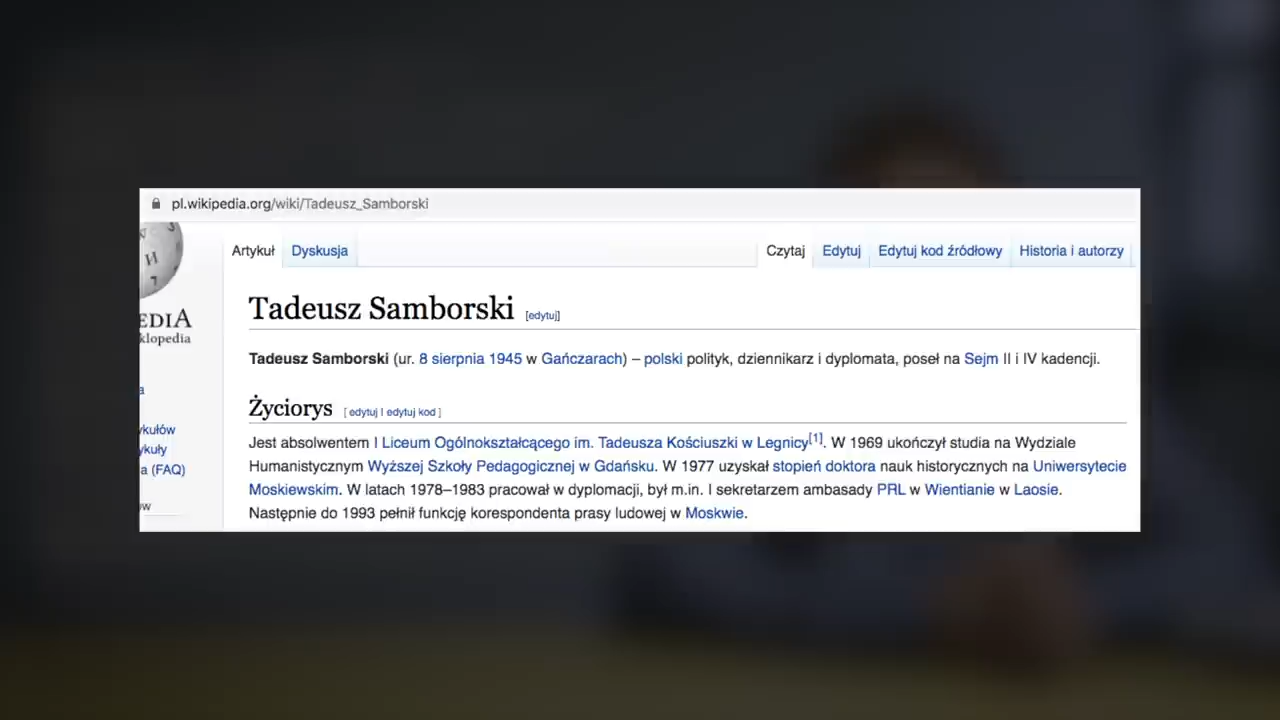 pl.wikipedia.org/wiki/Tadeusz_Samborski
Artykuł Dyskusja Czytaj Edytuj Edytuj kod źródłowy Historia i autorzy
Tadeusz Samborski [edytuj]
EDIA
klopedia
Tadeusz Samborski (ur. 8 sierpnia 1945 w Gańczarach) – polski polityk, dziennikarz i dyplomata, poseł na Sejm II i IV kadencji.
a
Życiorys [ edytuj | edytuj kod ]
ykułów
Jest absolwentem I Liceum Ogólnokształcącego im. Tadeusza Kościuszki w Legnicy[1]. W 1969 ukończył studia na Wydziale
ykuły
Humanistycznym Wyższej Szkoły Pedagogicznej w Gdańsku. W 1977 uzyskał stopień doktora nauk historycznych na Uniwersytecie
a (FAQ)
Moskiewskim. W latach 1978–1983 pracował w dyplomacji, był m.in. I sekretarzem ambasady PRL w Wientianie w Laosie.
ów
Następnie do 1993 pełnił funkcję korespondenta prasy ludowej w Moskwie.